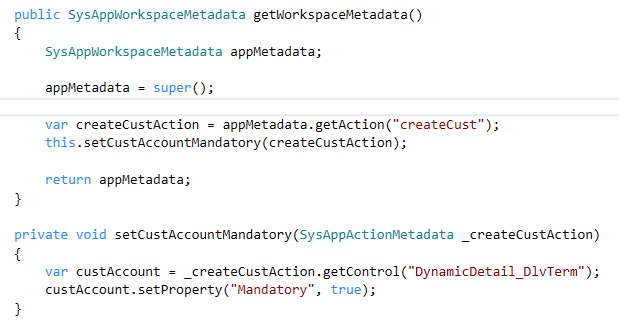 public SysAppWorkspaceMetadata getWorkspaceMetadata()
{
    SysAppWorkspaceMetadata appMetadata;
    appMetadata = super();
    var createCustAction = appMetadata.getAction("createCust");
    this.setCustAccountMandatory(createCustAction);
    return appMetadata;
}
private void setCustAccountMandatory(SysAppActionMetadata _createCustAction)
{
    var custAccount = _createCustAction.getControl("DynamicDetail_DlvTerm");
    custAccount.setProperty("Mandatory", true);
}